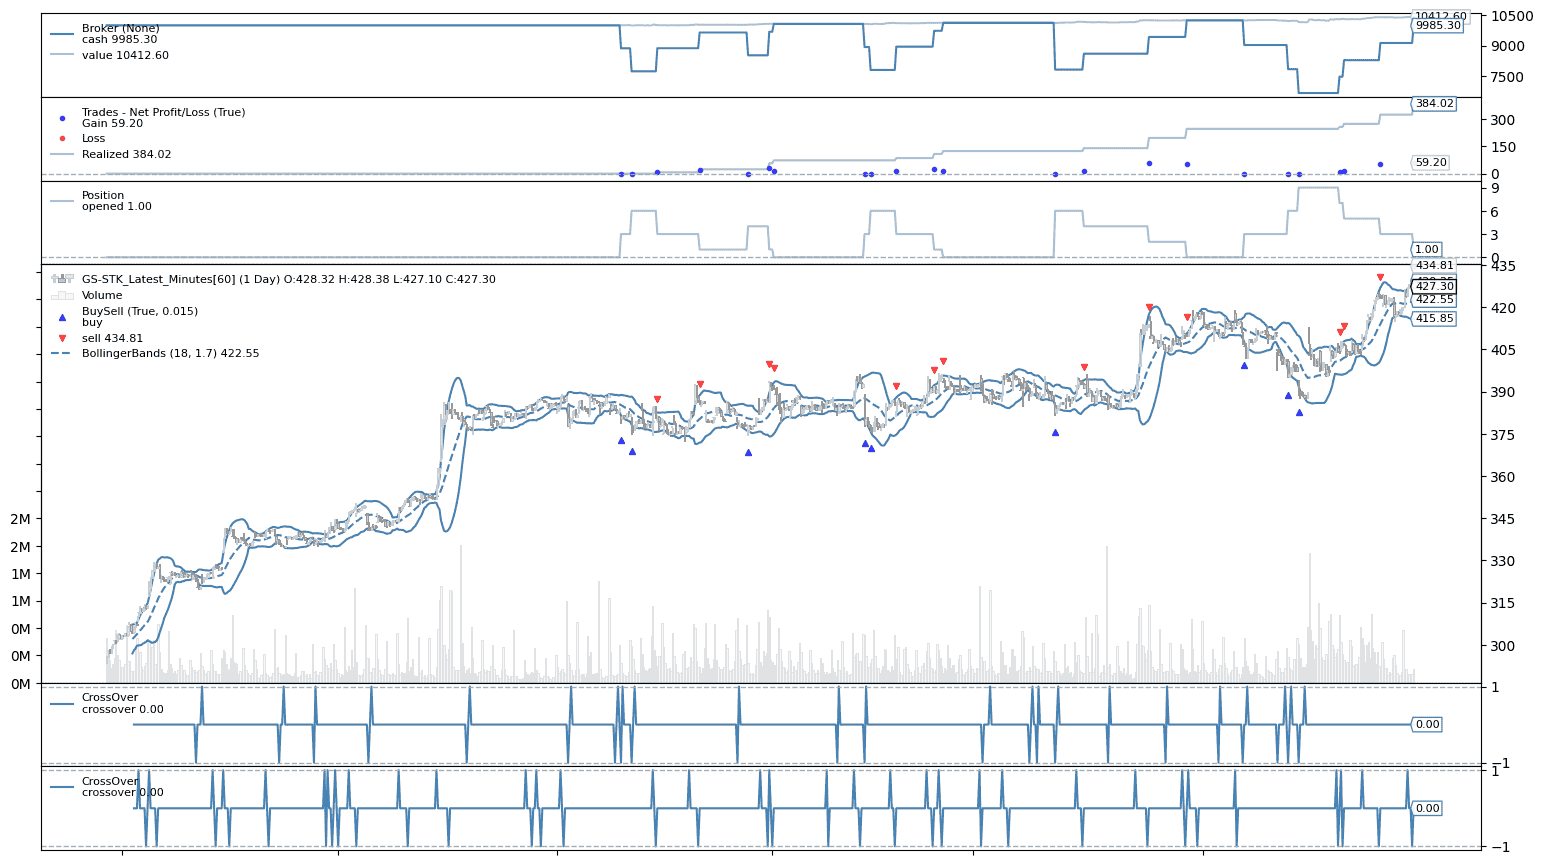 Broker (None)
cash 9985.30
value 10412.60
10412.60
9985.30
10500
9000
7500
Trades - Net Profit/Loss (True)
Gain 59.20
Loss
Realized 384.02
384.02
59.20
300
150
0
Position
opened 1.00
1.00
9
6
3
0
GS-STK_Latest_Minutes[60] (1 Day) O:428.32 H:428.38 L:427.10 C:427.30
Volume
BuySell (True, 0.015)
buy
sell 434.81
BollingerBands (18, 1.7) 422.55
434.81
427.30
422.55
415.85
435
420
405
390
375
360
345
330
315
300
2M
2M
1M
1M
0M
0M
0M
CrossOver
crossover 0.00
0.00
1
−1
CrossOver
crossover 0.00
0.00
1
−1